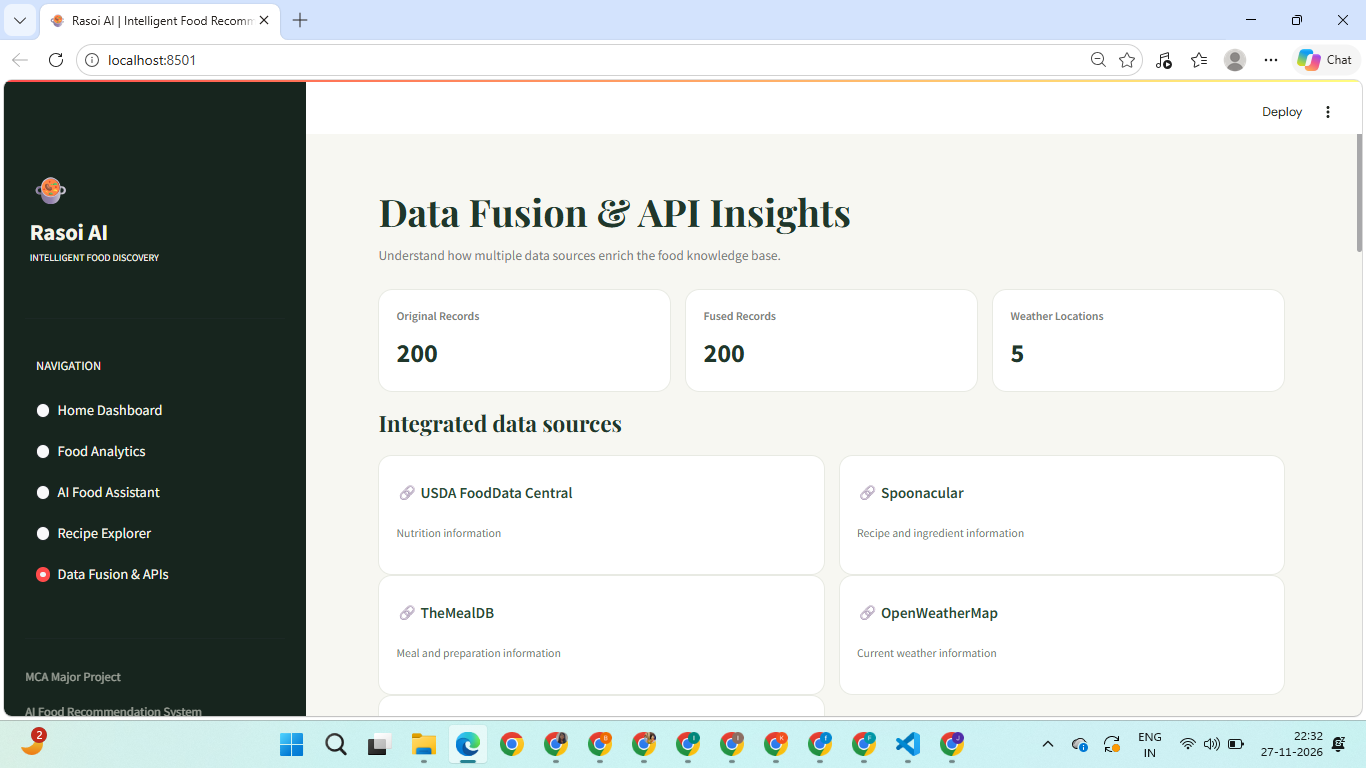 Rasoi AI | Intelligent Food Recomm
localhost:8501
Chat
Deploy
Rasoi AI
INTELLIGENT FOOD DISCOVERY
NAVIGATION
Home Dashboard
Food Analytics
AI Food Assistant
Recipe Explorer
Data Fusion & APIs
MCA Major Project
AI Food Recommendation System
Data Fusion & API Insights
Understand how multiple data sources enrich the food knowledge base.
Original Records
200
Fused Records
200
Weather Locations
5
Integrated data sources
USDA FoodData Central
Nutrition information
Spoonacular
Recipe and ingredient information
TheMealDB
Meal and preparation information
OpenWeatherMap
Current weather information
2
ENG
IN
22:32
27-11-2026